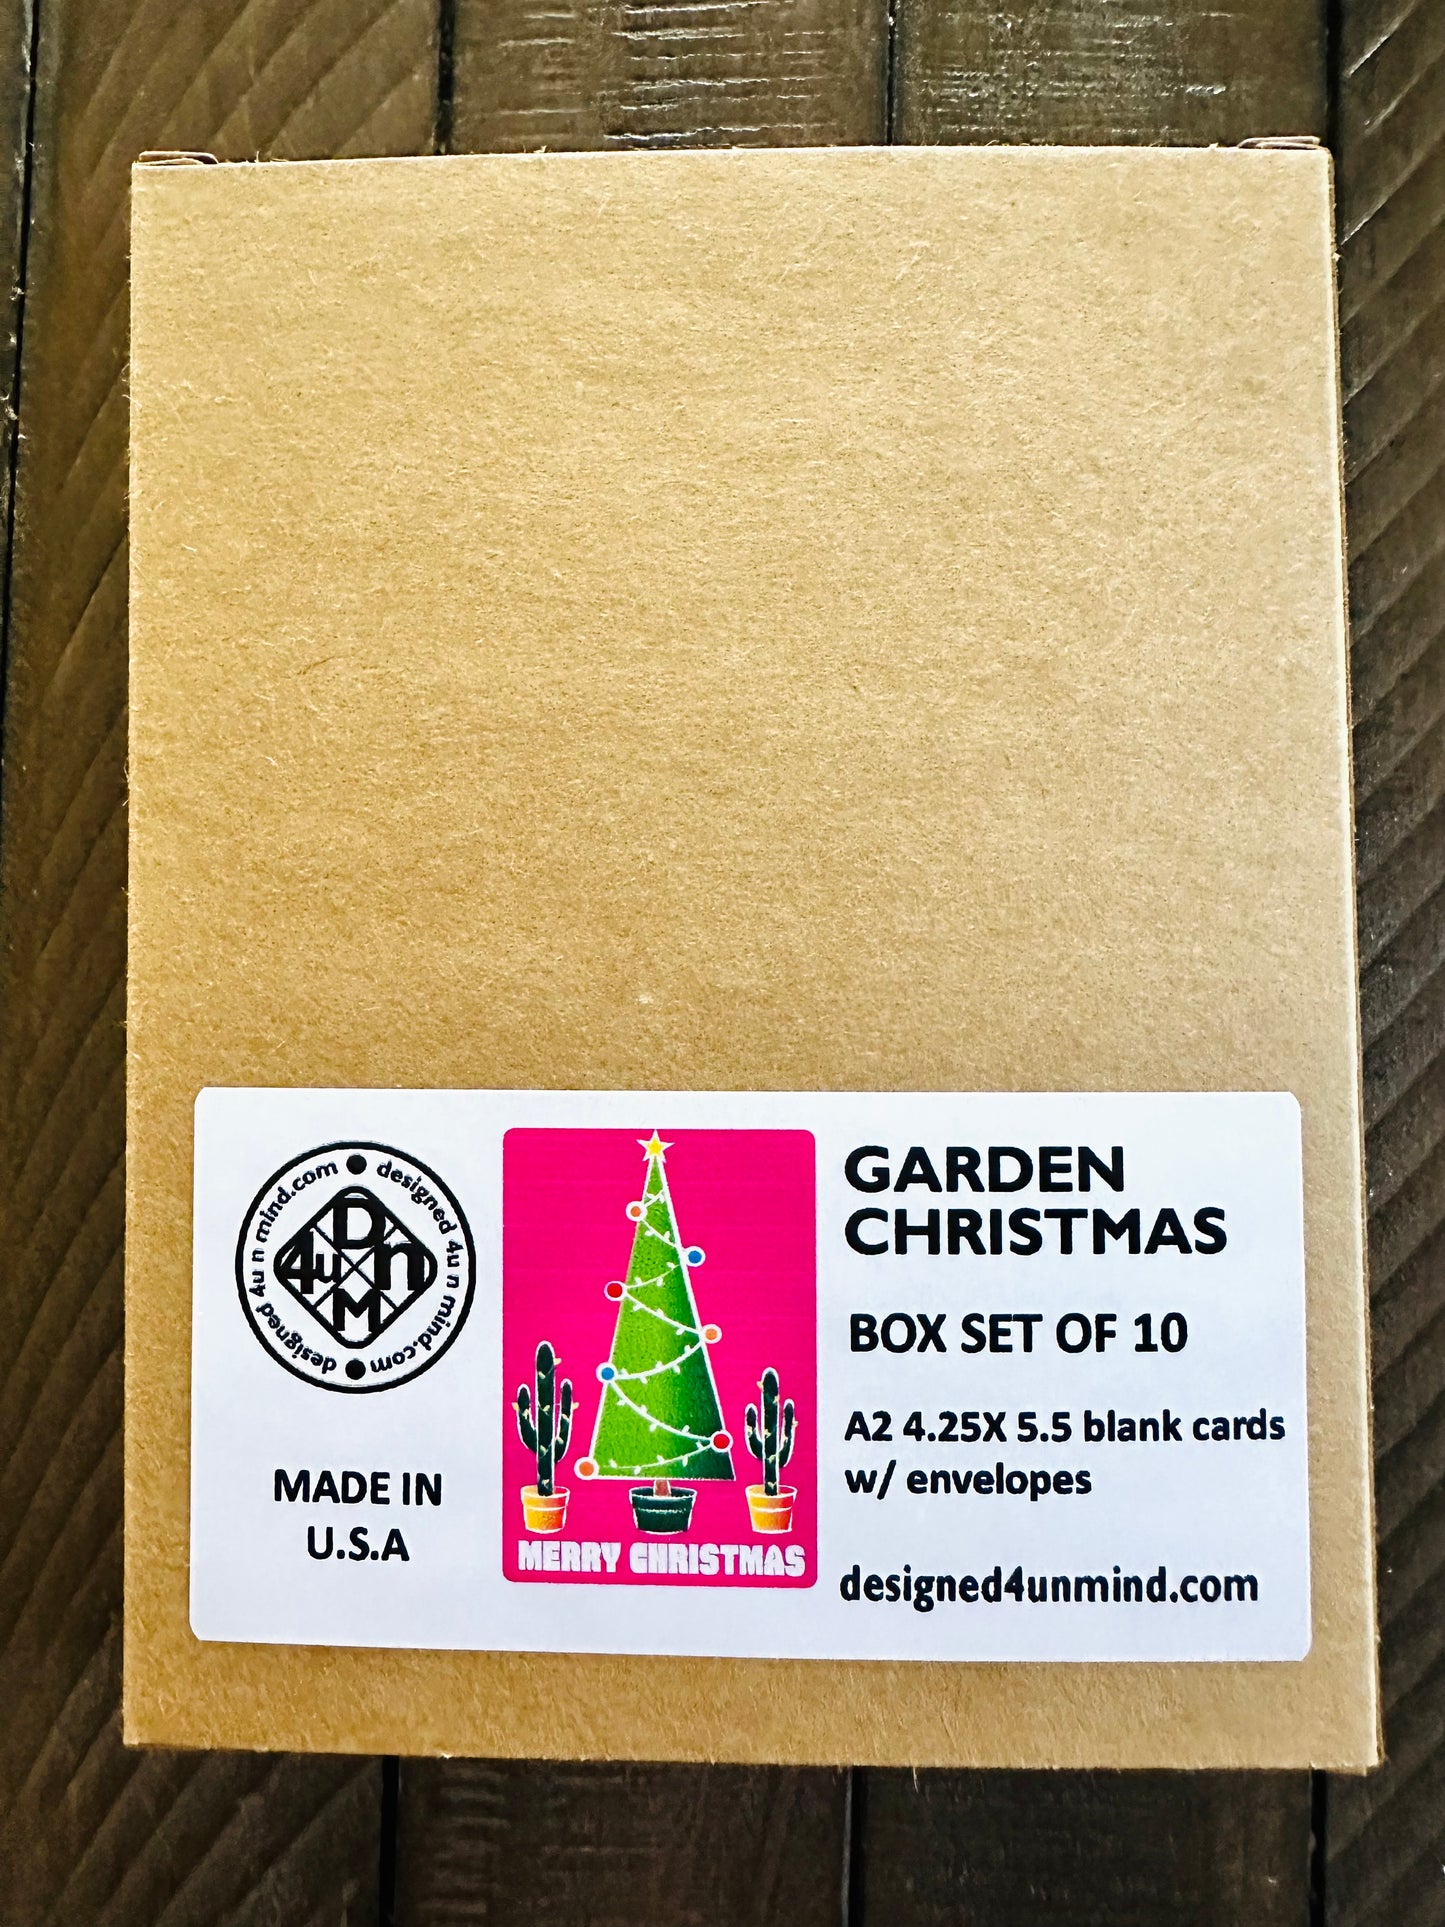 designed 4u n mind.com
designed 4u n mind.com
D
4u n
M
MADE IN
U.S.A
MERRY CHRISTMAS
GARDEN
CHRISTMAS
BOX SET OF 10
A2 4.25X 5.5 blank cards
w/ envelopes
designed4unmind.com